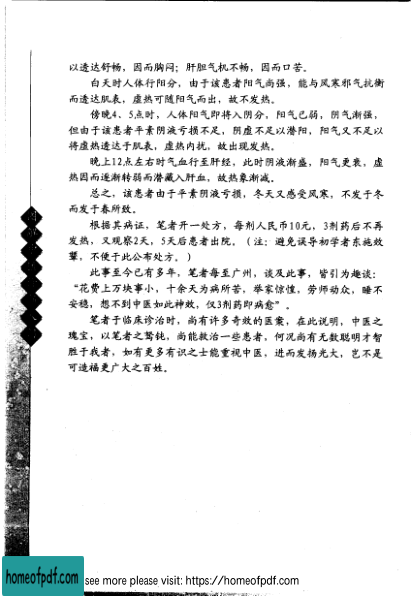 以透达舒畅，因而胸闷；肝胆气机不畅，因而口苦。
白天时人体行阳分，由于该患者阳气尚强，能与风寒邪气抗衡
而透达肌表，虚热可随阳气而出，故不发热。
傍晚4、5点时，人体阳气即将入阴分，阳气已弱，阴气渐强，
但由于该患者平素阴液亏损不足，阴虚不足以潜阳，阳气又不足以
将虚热透达于肌表，虚热内扰，故出现发热。
晚上12点左右时气血行至肝经，此时阴液渐盛，阳气更衰，虚
热因而逐渐转弱而潜藏入肝血，故热象渐减。
总之，该患者由于平素阴液亏损，冬天又感受风寒，不发于冬
而发于春所致。
根据其病证，笔者开一处方，每剂人民币10元，3剂药后不再
发热，又观察2天，5天后患者出院。（注：避免误导初学者东施效
颦，不便于此公布处方。）
此事至今已有多年，笔者每至广州，谈及此事，皆引为趣谈：
“花费上万块事小，十余天为病所苦，举家惊惶，劳师动众，睡不
安稳，想不到中医如此神效，仅3剂药即病愈”。
笔者于临床诊治时，尚有许多奇效的医案，在此说明，中医之
瑰宝，以笔者之驽钝，尚能救治一些患者，何况尚有无数聪明才智
胜于我者，如有更多有识之士能重视中医，进而发扬光大，岂不是
可造福更广大之百姓。
homeofpdf.com
see more please visit: https://homeofpdf.com